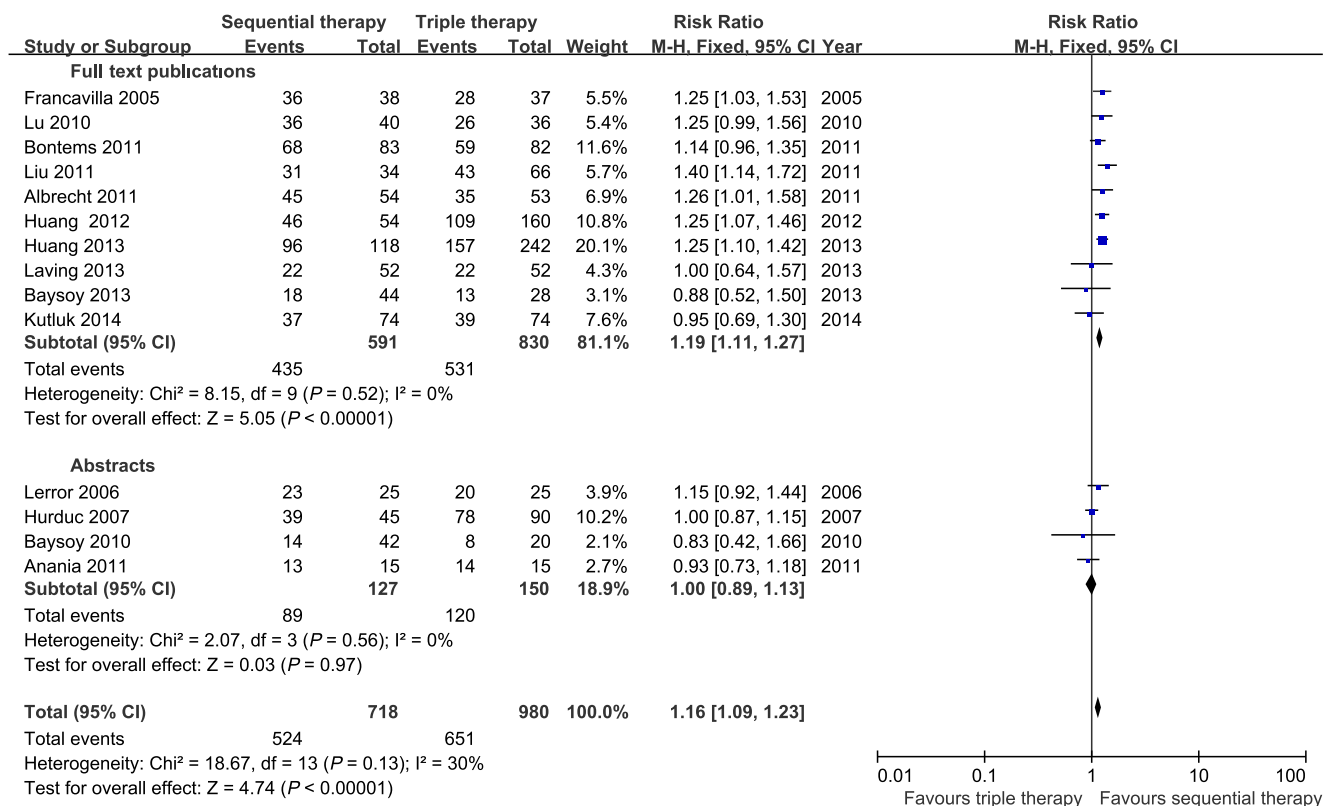 Sequential therapy Triple therapy Risk Ratio Risk Ratio
Study or Subgroup Events Total Events Total Weight M-H, Fixed, 95% CI Year M-H, Fixed, 95% CI
Full text publications
Francavilla 2005 36 38 28 37 5.5% 1.25 [1.03, 1.53] 2005
Lu 2010 36 40 26 36 5.4% 1.25 [0.99, 1.56] 2010
Bontems 2011 68 83 59 82 11.6% 1.14 [0.96, 1.35] 2011
Liu 2011 31 34 43 66 5.7% 1.40 [1.14, 1.72] 2011
Albrecht 2011 45 54 35 53 6.9% 1.26 [1.01, 1.58] 2011
Huang 2012 46 54 109 160 10.8% 1.25 [1.07, 1.46] 2012
Huang 2013 96 118 157 242 20.1% 1.25 [1.10, 1.42] 2013
Laving 2013 22 52 22 52 4.3% 1.00 [0.64, 1.57] 2013
Baysoy 2013 18 44 13 28 3.1% 0.88 [0.52, 1.50] 2013
Kutluk 2014 37 74 39 74 7.6% 0.95 [0.69, 1.30] 2014
Subtotal (95% CI) 591 830 81.1% 1.19 [1.11, 1.27]
Total events 435 531
Heterogeneity: Chi² = 8.15, df = 9 (P = 0.52); I² = 0%
Test for overall effect: Z = 5.05 (P < 0.00001)
Abstracts
Lerror 2006 23 25 20 25 3.9% 1.15 [0.92, 1.44] 2006
Hurduc 2007 39 45 78 90 10.2% 1.00 [0.87, 1.15] 2007
Baysoy 2010 14 42 8 20 2.1% 0.83 [0.42, 1.66] 2010
Anania 2011 13 15 14 15 2.7% 0.93 [0.73, 1.18] 2011
Subtotal (95% CI) 127 150 18.9% 1.00 [0.89, 1.13]
Total events 89 120
Heterogeneity: Chi² = 2.07, df = 3 (P = 0.56); I² = 0%
Test for overall effect: Z = 0.03 (P = 0.97)
Total (95% CI) 718 980 100.0% 1.16 [1.09, 1.23]
Total events 524 651
Heterogeneity: Chi² = 18.67, df = 13 (P = 0.13); I² = 30%
Test for overall effect: Z = 4.74 (P < 0.00001)
0.01 0.1 1 10 100
Favours triple therapy Favours sequential therapy